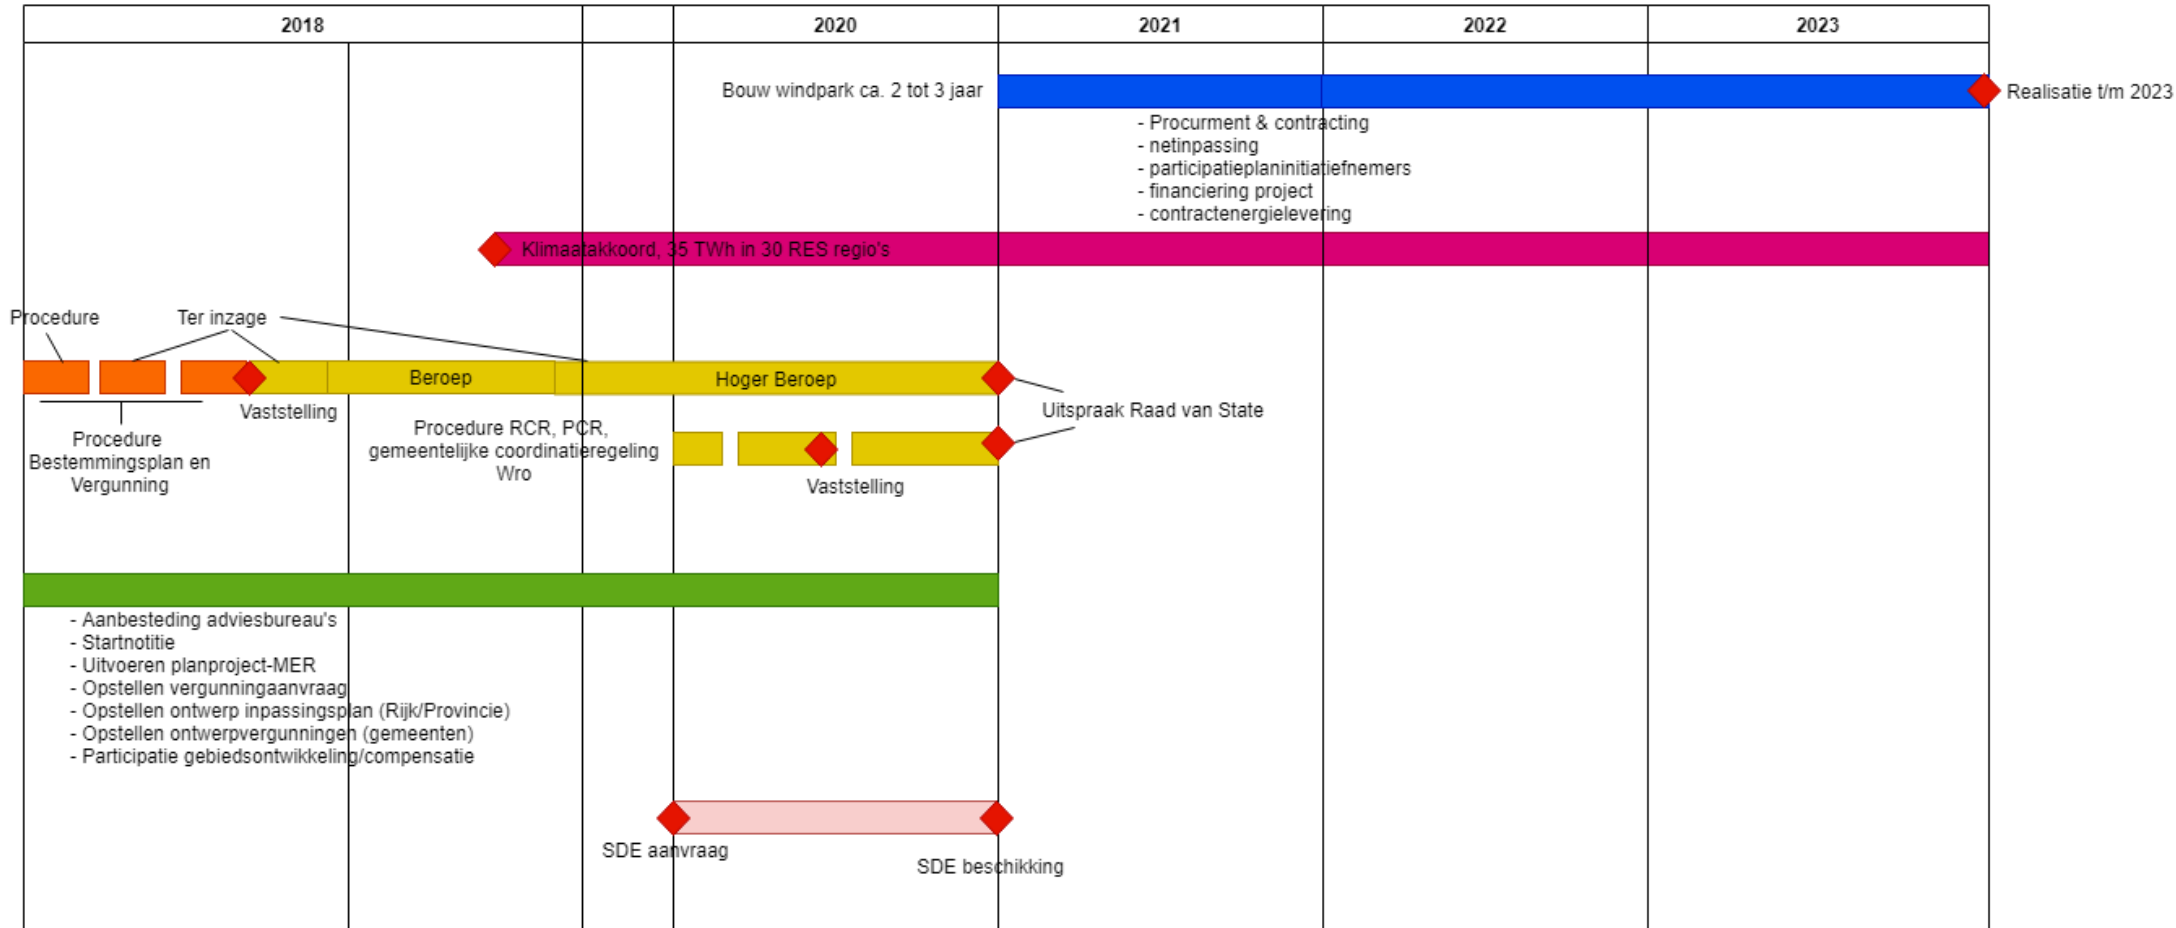 2018
2020
2021
2022
2023
Bouw windpark ca. 2 tot 3 jaar
Realisatie t/m 2023
- Procurment & contracting
- netinpassing
- participatieplaninitiatiefnemers
- financiering project
- contractenergielevering
Klimaatakkoord, 35 TWh in 30 RES regio's
Procedure
Ter inzage
Beroep
Hoger Beroep
Vaststelling
Uitspraak Raad van State
Procedure
Bestemmingsplan en
Vergunning
Procedure RCR, PCR,
gemeentelijke coordinatieregeling
Wro
Vaststelling
- Aanbesteding adviesbureau's
- Startnotitie
- Uitvoeren planproject-MER
- Opstellen vergunningaanvraag
- Opstellen ontwerp inpassingsplan (Rijk/Provincie)
- Opstellen ontwerpvergunningen (gemeenten)
- Participatie gebiedsontwikkeling/compensatie
SDE aanvraag
SDE beschikking